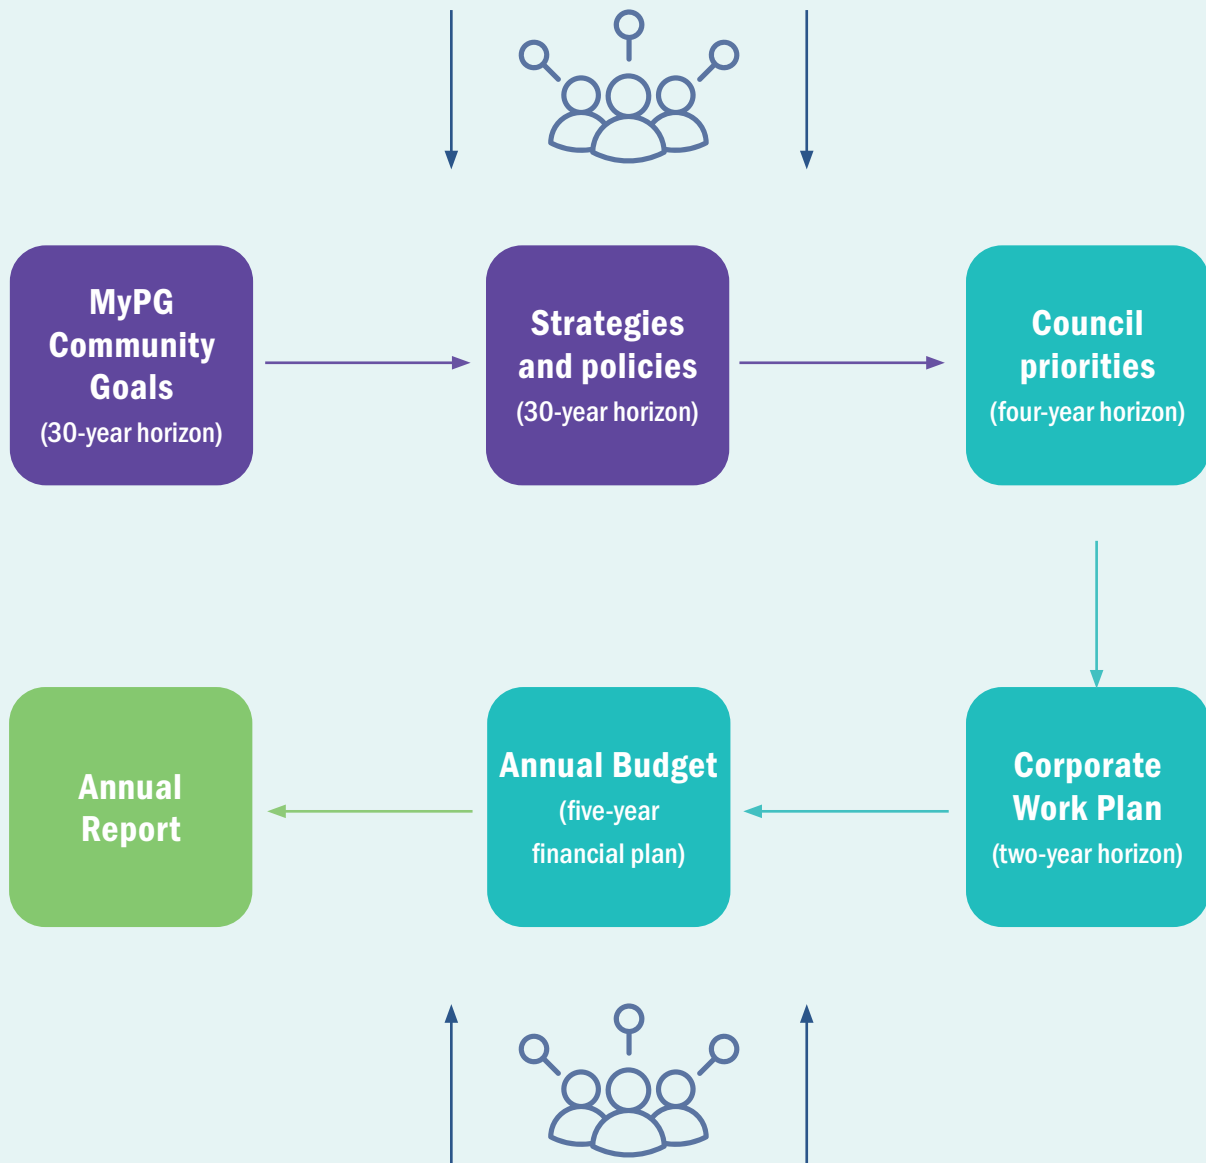 MyPG
Community
Goals
(30-year horizon)
Strategies
and policies
(30-year horizon)
Council
priorities
(four-year horizon)
Annual
Report
Annual Budget
(five-year
financial plan)
Corporate
Work Plan
(two-year horizon)